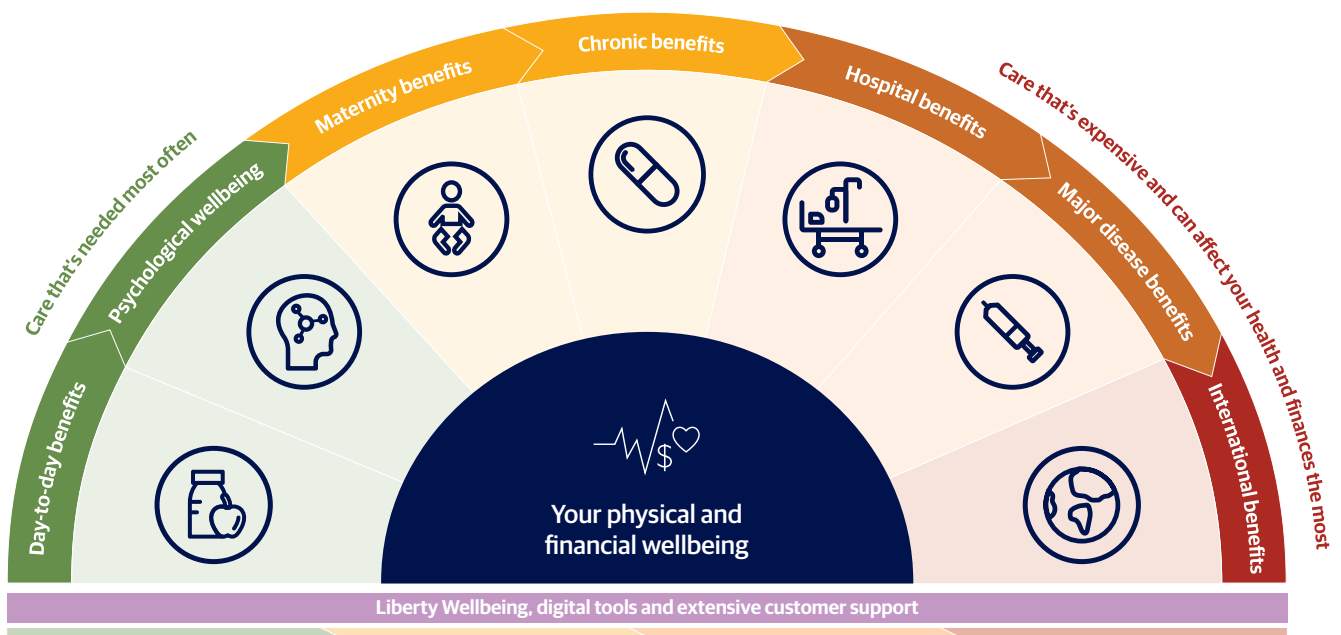 Care that's needed most often
Day-to-day benefits
Psychological wellbeing
Maternity benefits
Chronic benefits
Hospital benefits
Major disease benefits
International benefits
Care that's expensive and can affect your health and finances the most
$
Your physical and
financial wellbeing
Liberty Wellbeing, digital tools and extensive customer support